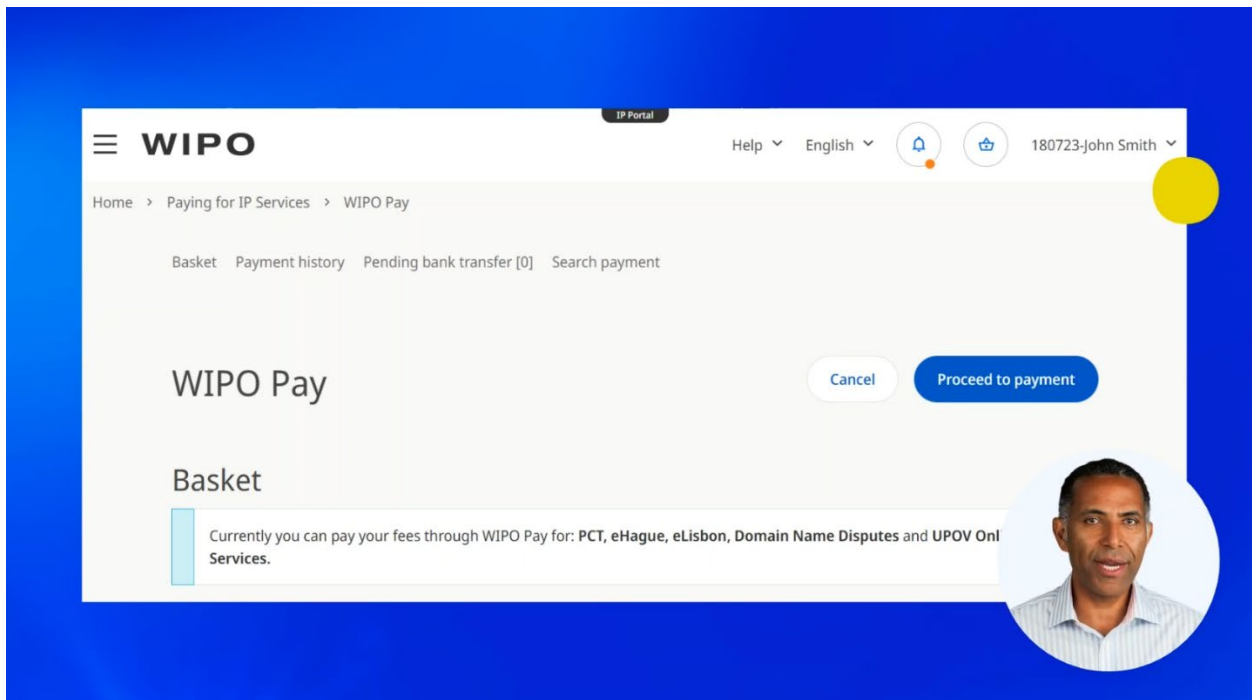 IP Portal
WIPO
Help
English
180723-John Smith
Home > Paying for IP Services > WIPO Pay
Basket Payment history Pending bank transfer [0] Search payment
WIPO Pay
Cancel
Proceed to payment
Basket
Currently you can pay your fees through WIPO Pay for: PCT, eHague, eLisbon, Domain Name Disputes and UPOV
Services.